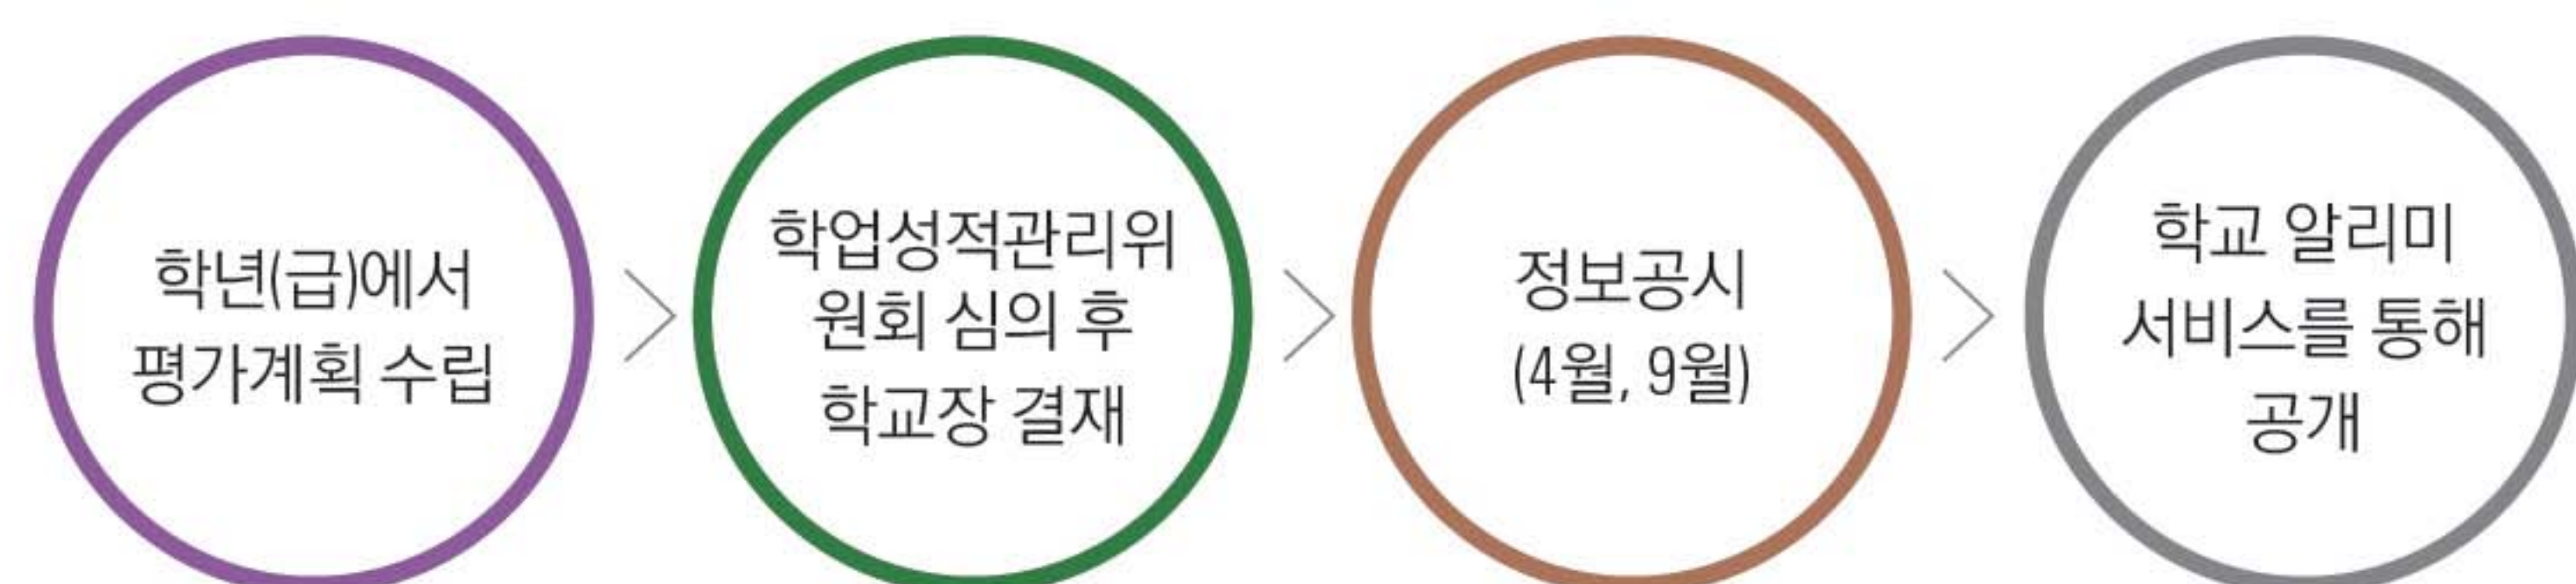 학년(급)에서
평가계획 수립
학업성적관리위
원회 심의 후
학교장 결재
정보공시
(4월, 9월)
학교 알리미
서비스를 통해
공개